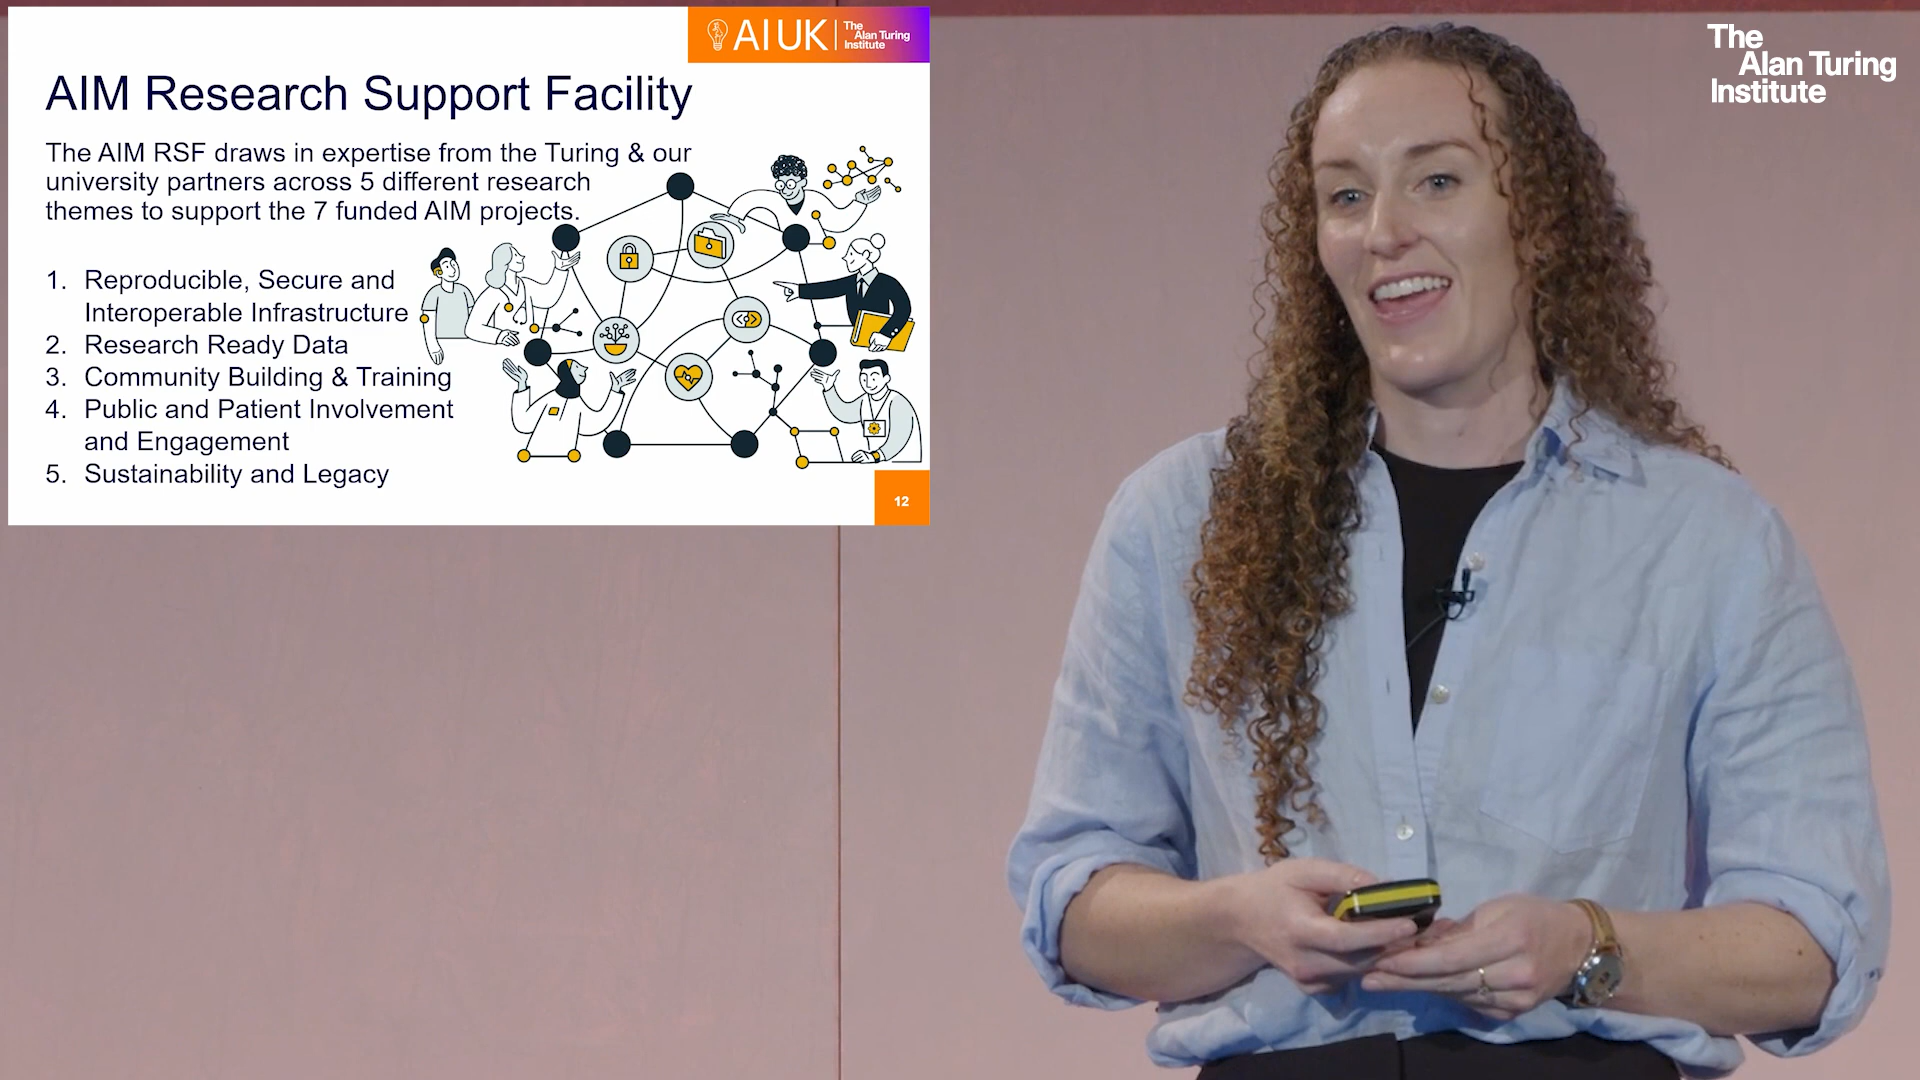 AI UK
The
Alan Turing
Institute
AIM Research Support Facility
The AIM RSF draws in expertise from the Turing & our
university partners across 5 different research
themes to support the 7 funded AIM projects.
1. Reproducible, Secure and
Interoperable Infrastructure
2. Research Ready Data
3. Community Building & Training
4. Public and Patient Involvement
and Engagement
5. Sustainability and Legacy
12
The
Alan Turing
Institute